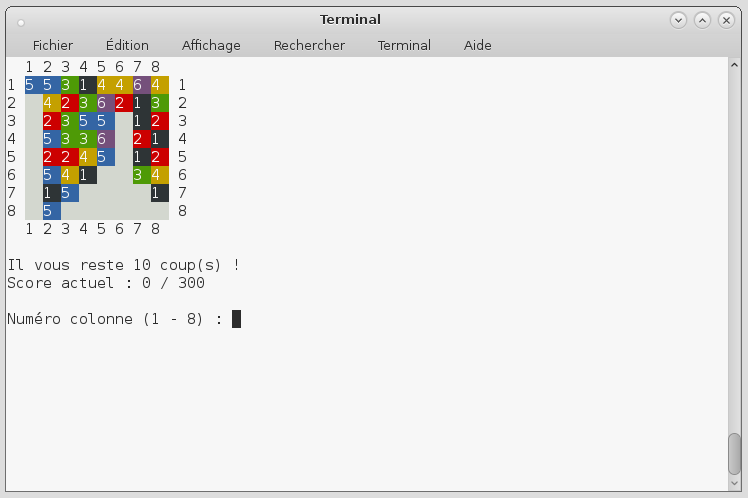 Terminal
Fichier Édition Affichage Rechercher Terminal Aide
1 2 3 4 5 6 7 8
1 5 5 3 1 4 4 6 4 1
2 4 2 3 6 2 1 3 2
3 2 3 5 5 1 2 3
4 5 3 3 6 2 1 4
5 2 2 4 5 1 2 5
6 5 4 1 3 4 6
7 1 5 1 7
8 5 8
1 2 3 4 5 6 7 8
Il vous reste 10 coup(s) !
Score actuel : 0 / 300
Numéro colonne (1 - 8) :